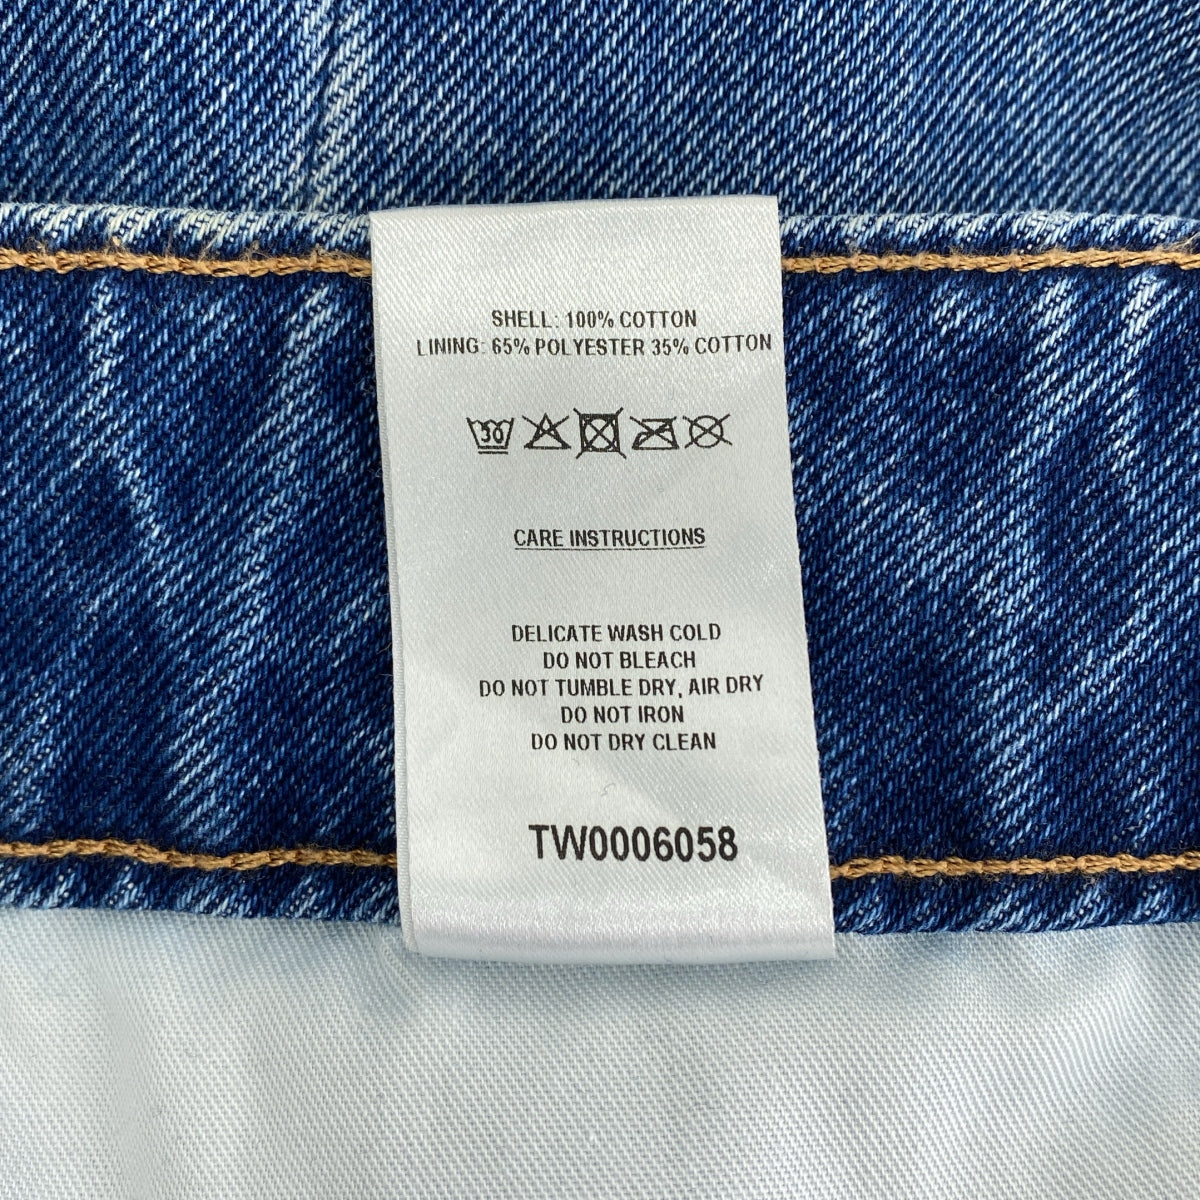 SHELL: 100% COTTON
LINING: 65% POLYESTER 35% COTTON
30
CARE INSTRUCTIONS
DELICATE WASH COLD
DO NOT BLEACH
DO NOT TUMBLE DRY, AIR DRY
DO NOT IRON
DO NOT DRY CLEAN
TW0006058